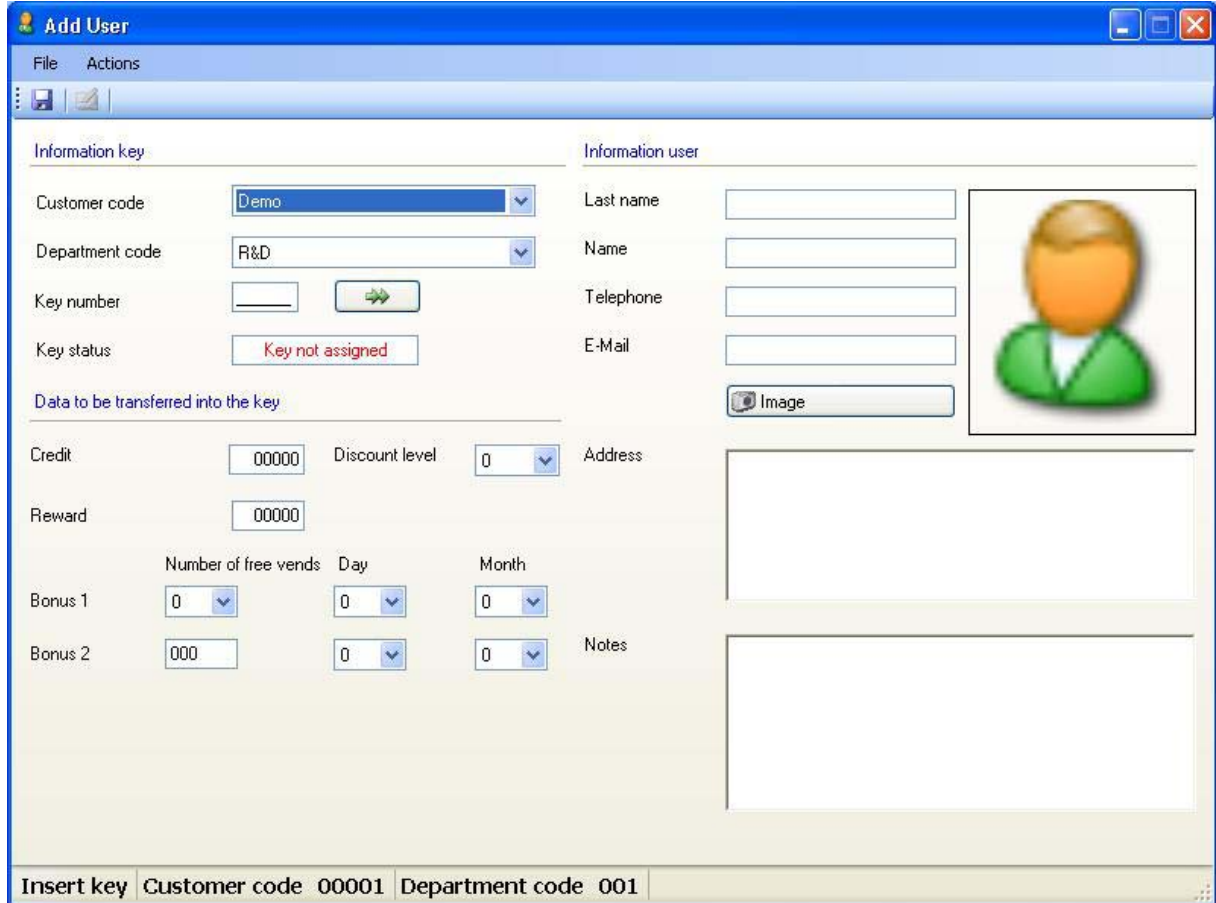 Add User
File Actions
Information key
Customer code Demo
Department code R&D
Key number _____
Key status Key not assigned
Data to be transferred into the key
Credit 00000 Discount level 0
Reward 00000
Number of free vends Day Month
Bonus 1 0 0 0
Bonus 2 000 0 0
Information user
Last name
Name
Telephone
E-Mail
Image
Address
Notes
Insert key Customer code 00001 Department code 001